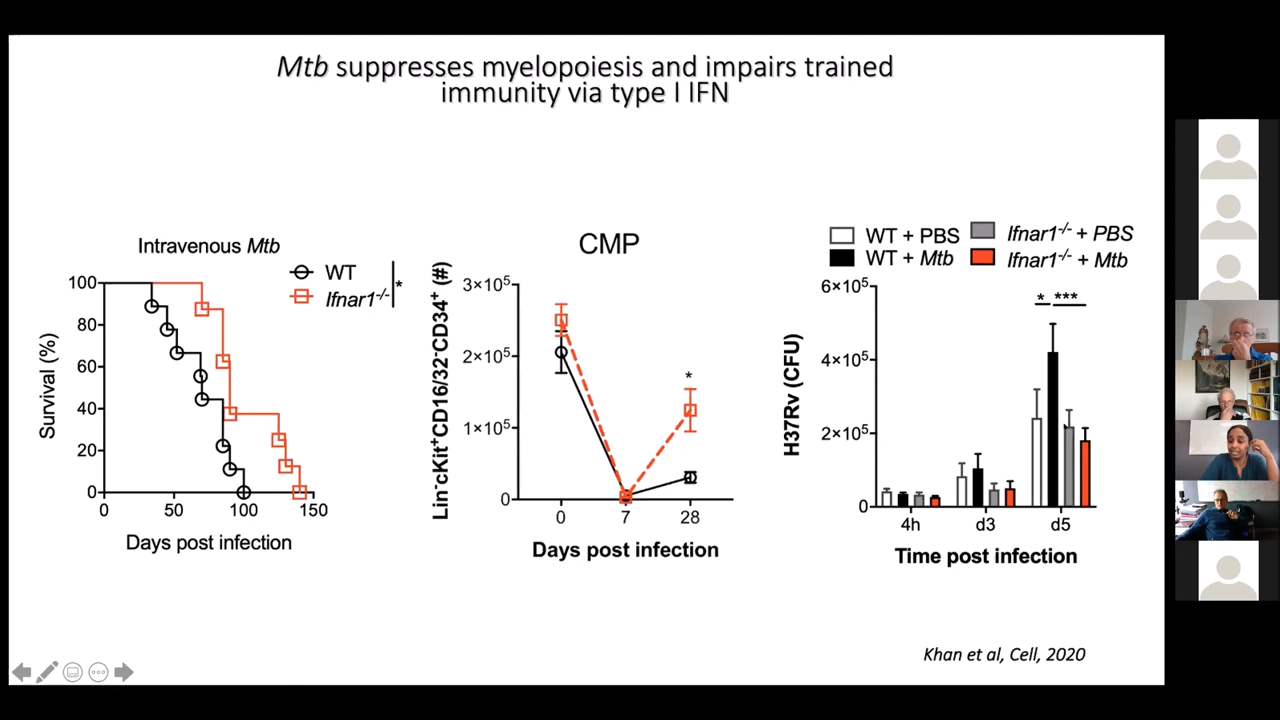 Mtb suppresses myelopoiesis and impairs trained
immunity via type I IFN
Intravenous Mtb
WT
Ifnar1-/-
*
Survival (%)
100
80
60
40
20
0
0 50 100 150
Days post infection
CMP
Lin-cKit+CD16/32-CD34+ (#)
3×10⁵
2×10⁵
1×10⁵
0
*
0 7 28
Days post infection
WT + PBS
WT + Mtb
Ifnar1-/- + PBS
Ifnar1-/- + Mtb
H37Rv (CFU)
6×10⁵
4×10⁵
2×10⁵
0
* ***
4h d3 d5
Time post infection
Khan et al, Cell, 2020